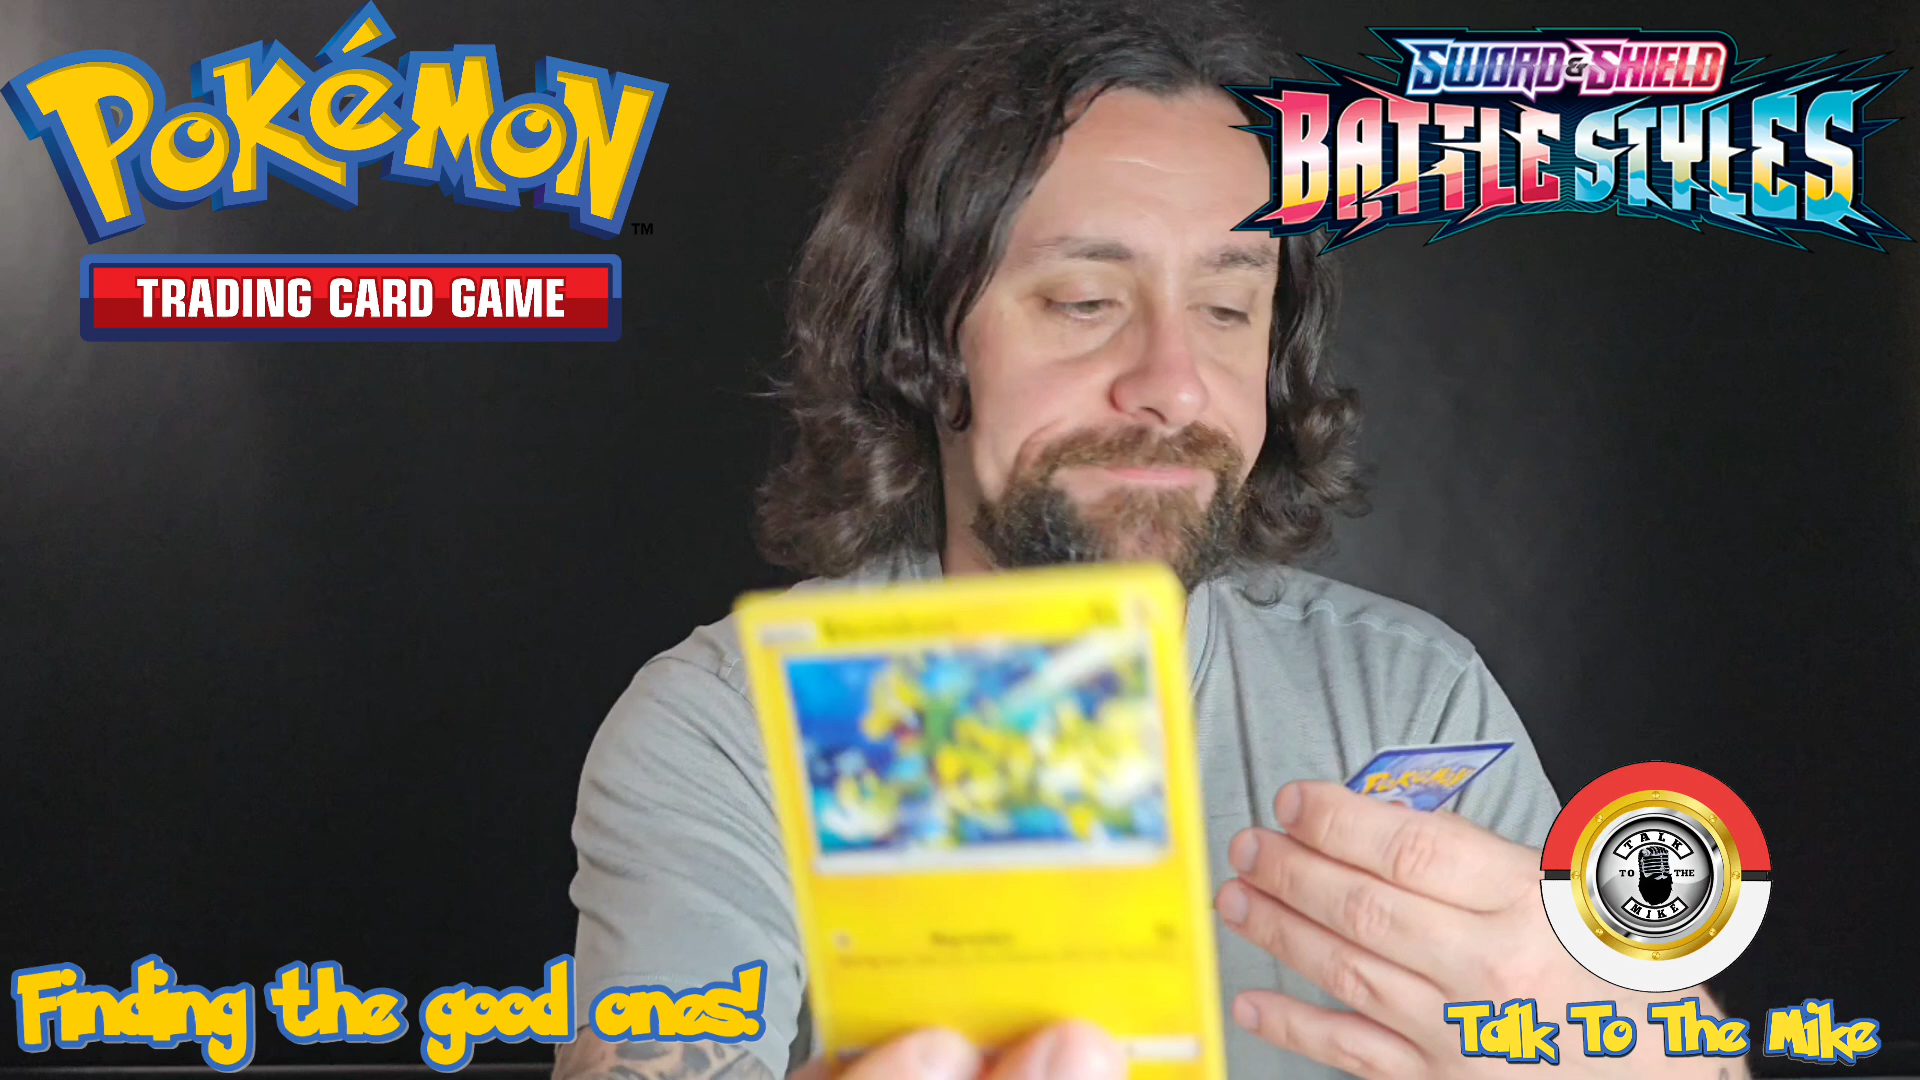 POKéMON
TM
TRADING CARD GAME
SWORD & SHIELD
BATTLE STYLES
POKéMON
TALK
TO THE
MIKE
Finding the good ones!
Talk To The Mike